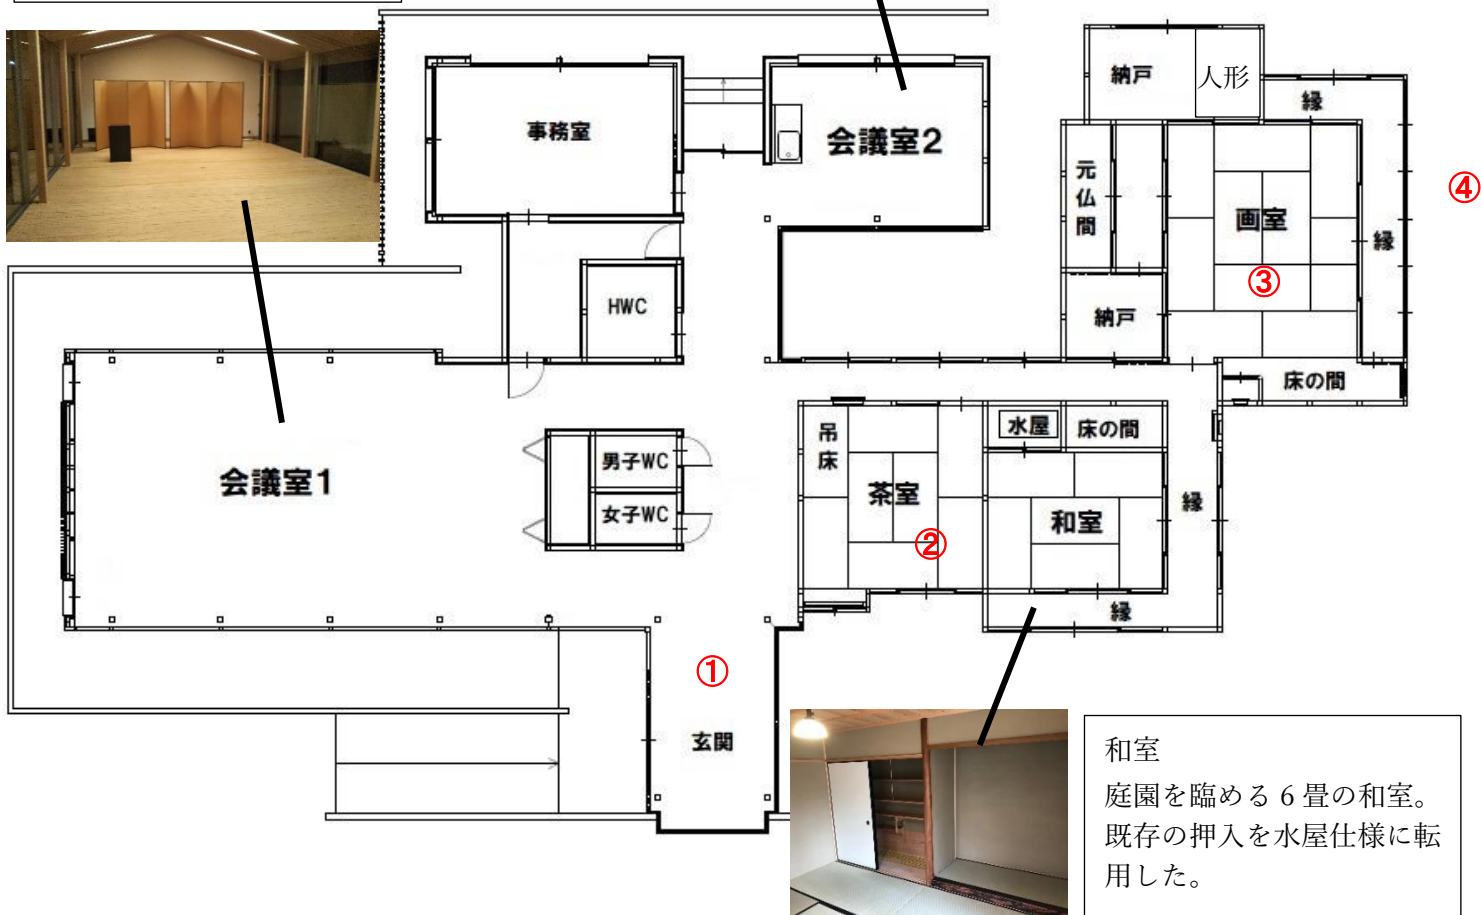 納戸
人形
縁
事務室
会議室2
元仏間
画室
④
縁
③
HWC
納戸
床の間
吊床
水屋
床の間
男子WC
会議室1
茶室
縁
女子WC
和室
②
縁
①
玄関
和室
庭園を臨める6畳の和室。
既存の押入を水屋仕様に転
用した。